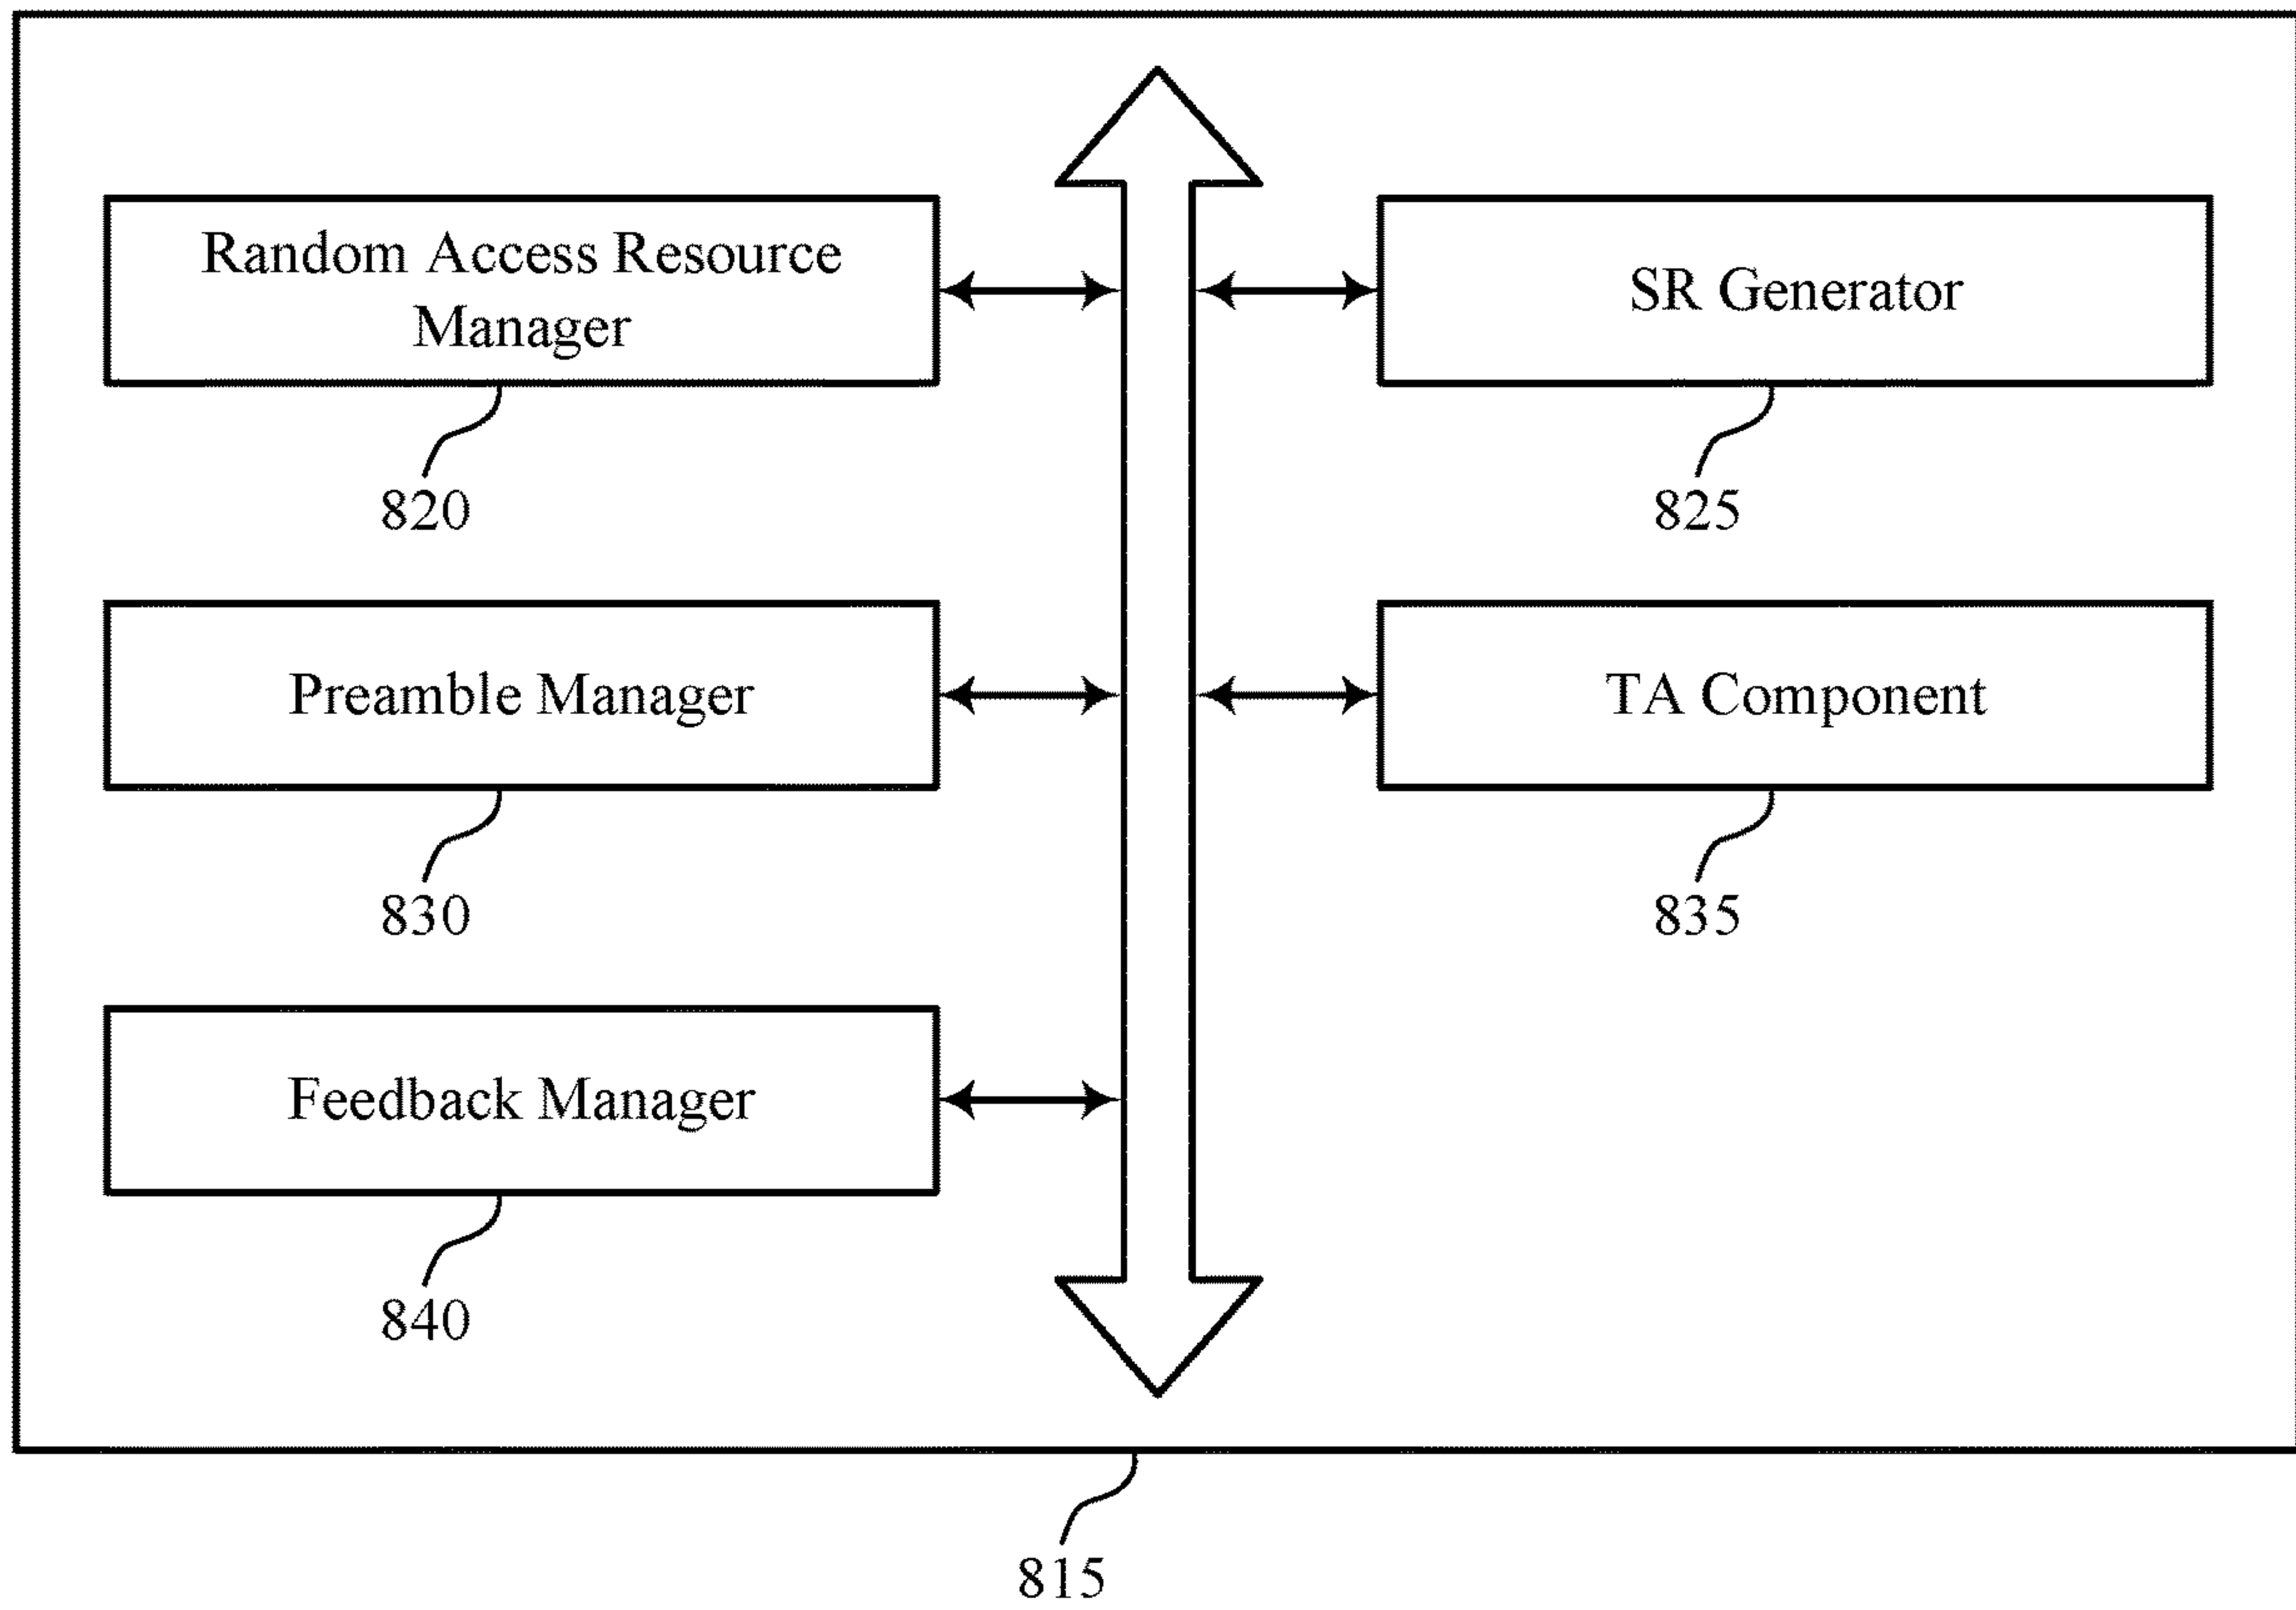 Random Access Resource
Manager
SR Generator
820
825
Preamble Manager
TA Component
830
835
Feedback Manager
840
815